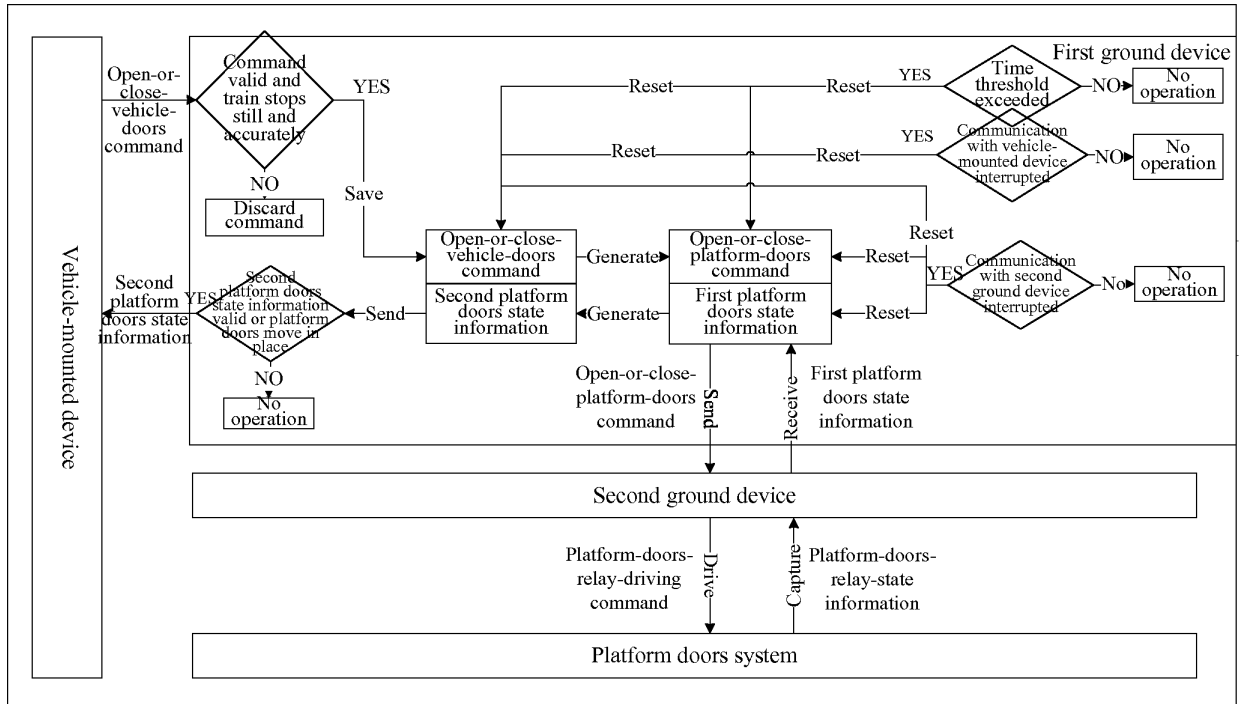 First ground device
Open-or-
close-
vehicle-
doors
command
Command
valid and
train stops
still and
accurately
YES
NO
Discard
command
Save
Reset
Reset
YES
Time
threshold
exceeded
NO
No
operation
Reset
Reset
YES
Communication
with vehicle-
mounted device
interrupted
NO
No
operation
Reset
Open-or-close-
vehicle-doors
command
Generate
Open-or-close-
platform-doors
command
Reset
YES
Communication
with second
ground device
interrupted
No
No
operation
Vehicle-mounted device
Second
platform
doors state
information
YES
Second
platform doors
state information
valid or platform
doors move in
place
Send
Second platform
doors state
information
Generate
First platform
doors state
information
Reset
NO
No
operation
Open-or-close-
platform-doors
command
Send
Receive
First platform
doors state
information
Second ground device
Platform-doors-
relay-driving
command
Drive
Capture
Platform-doors-
relay-state
information
Platform doors system